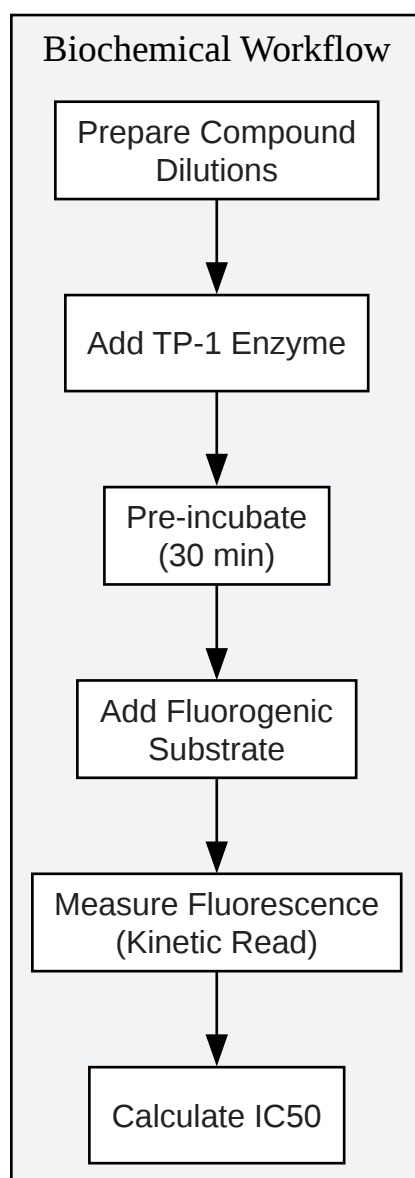 Biochemical Workflow
Prepare Compound
Dilutions
Add TP-1 Enzyme
Pre-incubate
(30 min)
Add Fluorogenic
Substrate
Measure Fluorescence
(Kinetic Read)
Calculate IC50